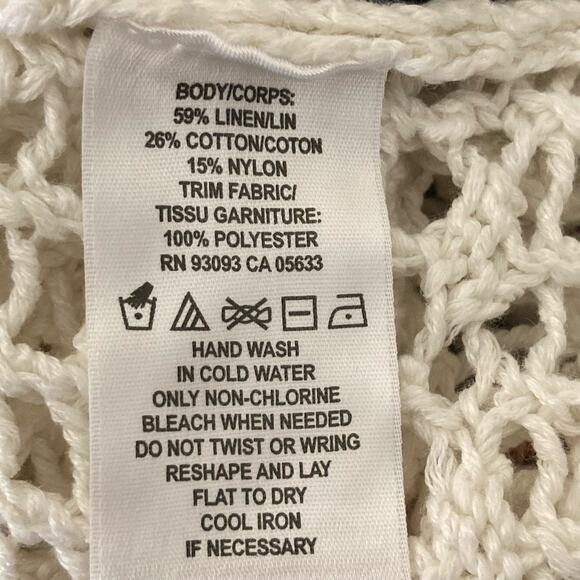 BODY/CORPS:
59% LINEN/LIN
26% COTTON/COTON
15% NYLON
TRIM FABRIC/
TISSU GARNITURE:
100% POLYESTER
RN 93093 CA 05633
HAND WASH
IN COLD WATER
ONLY NON-CHLORINE
BLEACH WHEN NEEDED
DO NOT TWIST OR WRING
RESHAPE AND LAY
FLAT TO DRY
COOL IRON
IF NECESSARY